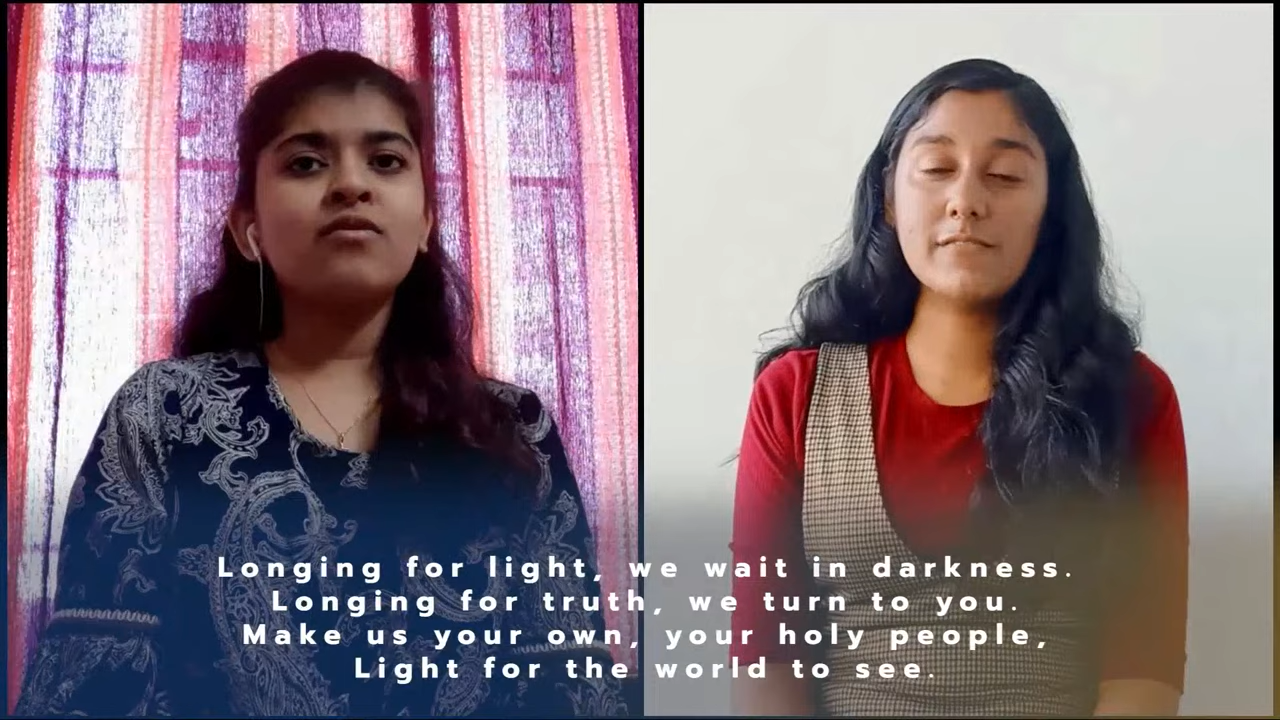 Longing for light, we wait in darkness.
Longing for truth, we turn to you.
Make us your own, your holy people,
Light for the world to see.